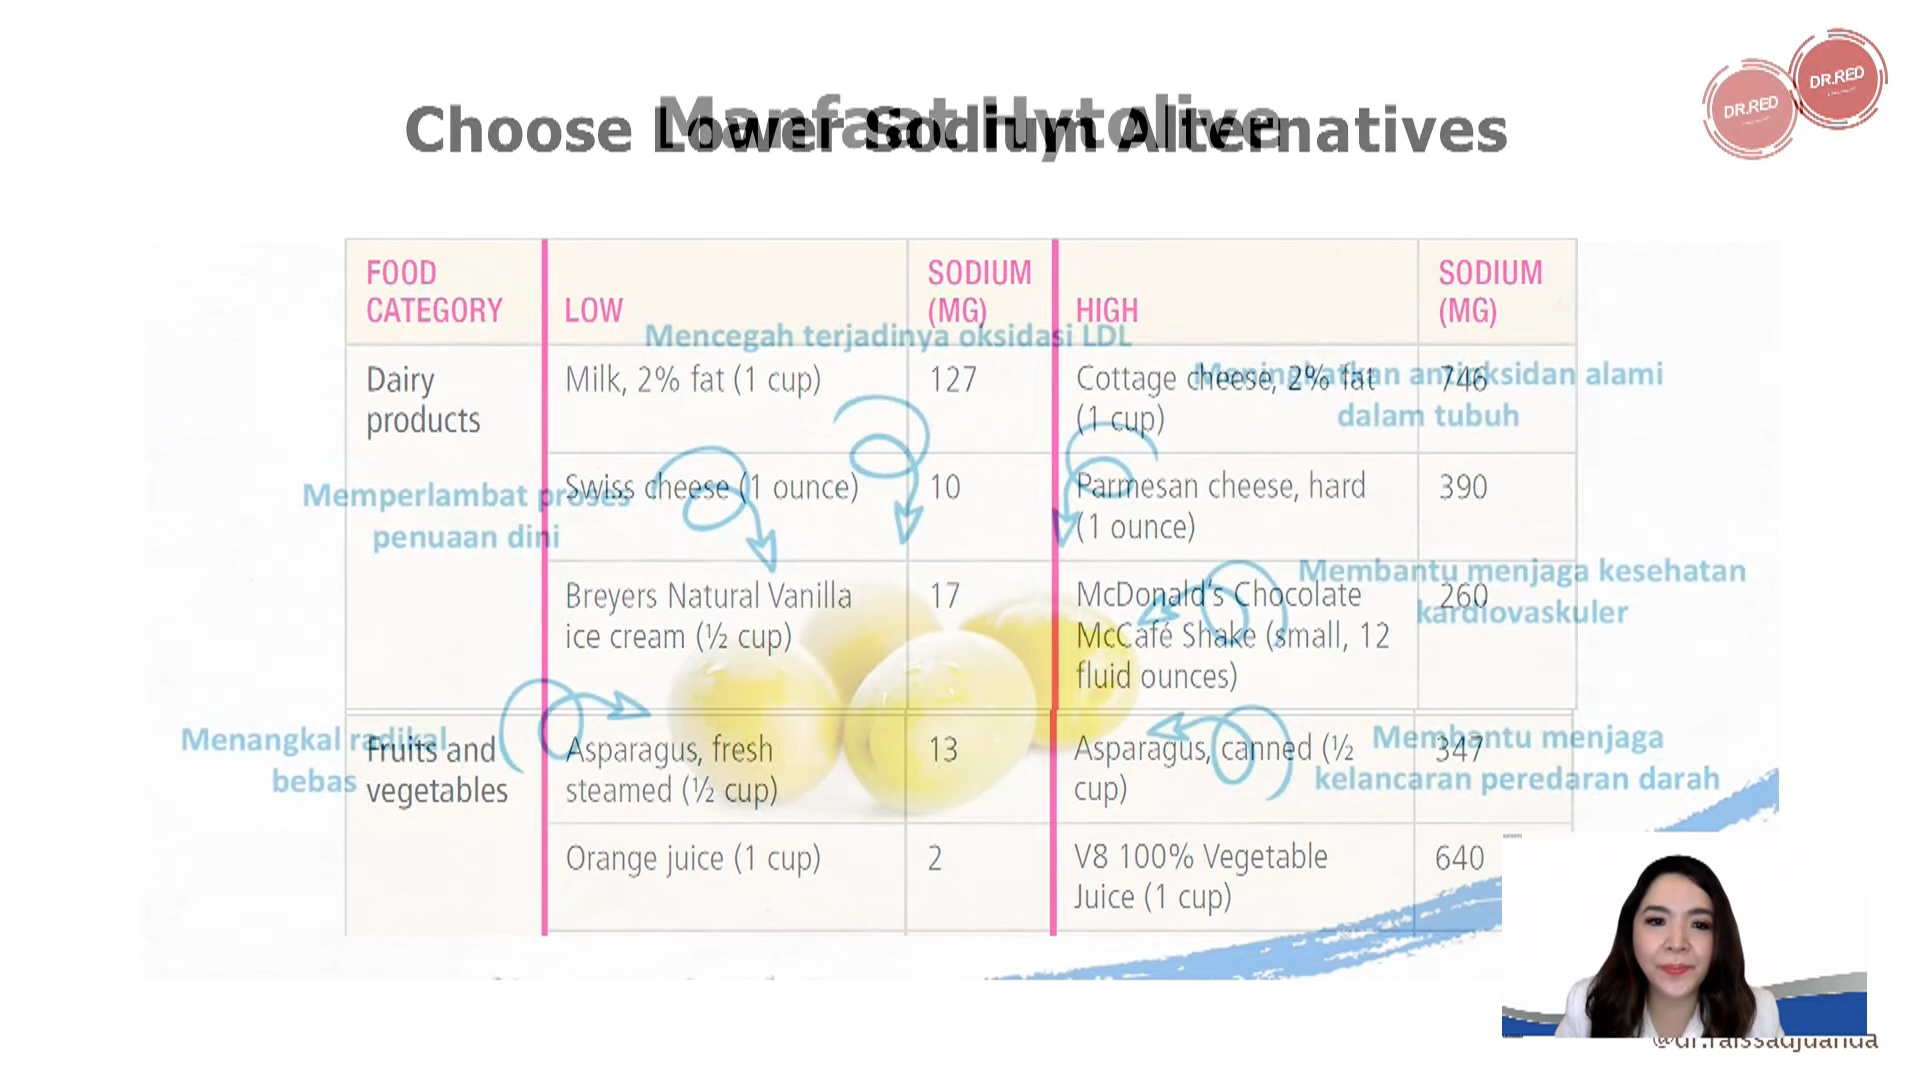 DR.RED
DR.RED
Choose Lower Sodium Alternatives
Manfaat Hytolive
FOOD CATEGORY
LOW
SODIUM (MG)
HIGH
SODIUM (MG)
Mencegah terjadinya oksidasi LDL
Meningkatkan antioksidan alami
dalam tubuh
Memperlambat proses
penuaan dini
Membantu menjaga kesehatan
kardiovaskuler
Menangkal radikal
bebas
Membantu menjaga
kelancaran peredaran darah
Dairy
products
Milk, 2% fat (1 cup)
127
Cottage cheese, 2% fat
(1 cup)
746
Swiss cheese (1 ounce)
10
Parmesan cheese, hard
(1 ounce)
390
Breyers Natural Vanilla
ice cream (½ cup)
17
McDonald's Chocolate
McCafé Shake (small, 12
fluid ounces)
260
Fruits and
vegetables
Asparagus, fresh
steamed (½ cup)
13
Asparagus, canned (½
cup)
347
Orange juice (1 cup)
2
V8 100% Vegetable
Juice (1 cup)
640
@dr.raissadjuanda